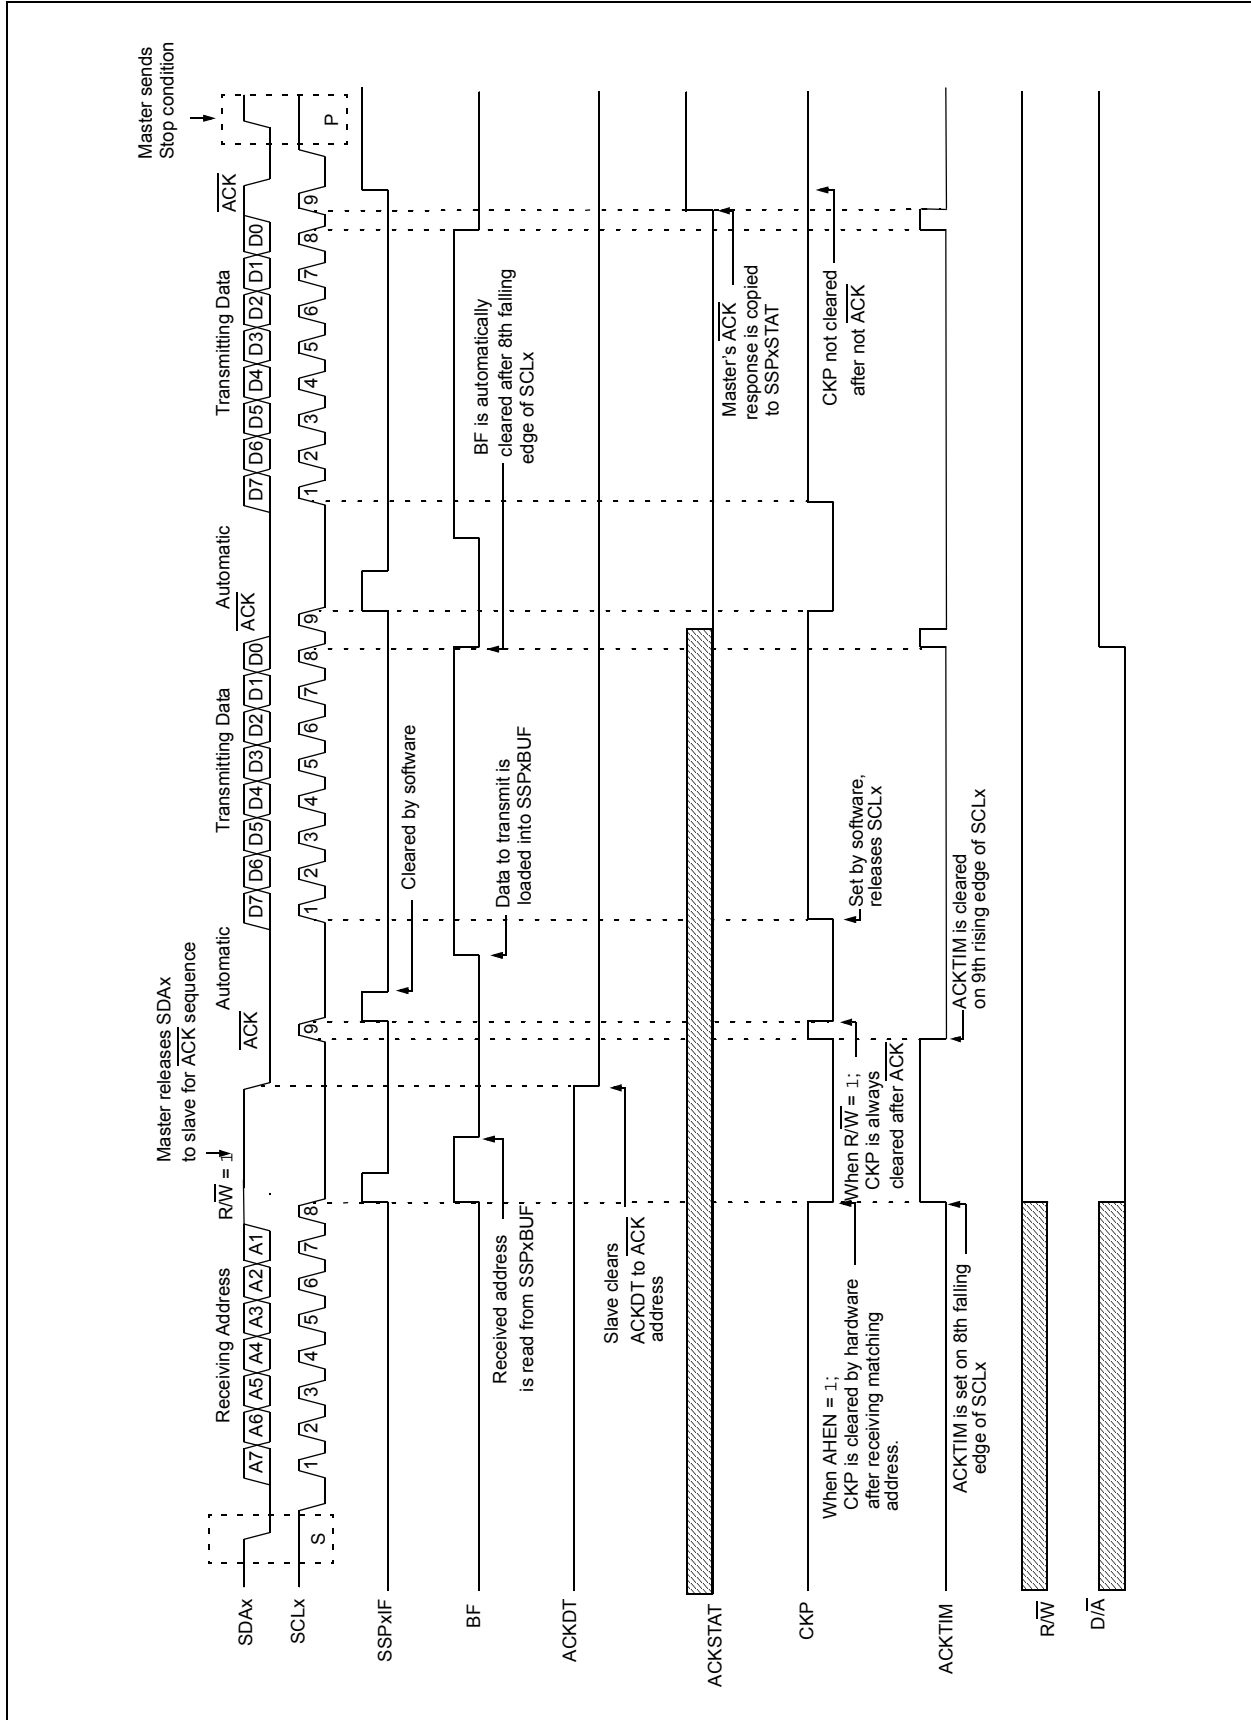 Master releases SDAx
to slave for ACK sequence
Master sends
Stop condition
Receiving Address
R/W = 1
ACK
Automatic
Transmitting Data
ACK
Automatic
Transmitting Data
ACK
SDAx
A7 A6 A5 A4 A3 A2 A1
D7 D6 D5 D4 D3 D2 D1 D0
D7 D6 D5 D4 D3 D2 D1 D0
SCLx
S
1 2 3 4 5 6 7 8 9
1 2 3 4 5 6 7 8 9
1 2 3 4 5 6 7 8 9
P
SSPxIF
Cleared by software
BF
Received address
is read from SSPxBUF
Data to transmit is
loaded into SSPxBUF
BF is automatically
cleared after 8th falling
edge of SCLx
ACKDT
Slave clears
ACKDT to ACK
address
ACKSTAT
Master's ACK
response is copied
to SSPxSTAT
CKP
When AHEN = 1;
CKP is cleared by hardware
after receiving matching
address.
When R/W = 1;
CKP is always
cleared after ACK
Set by software,
releases SCLx
CKP not cleared
after not ACK
ACKTIM
ACKTIM is set on 8th falling
edge of SCLx
ACKTIM is cleared
on 9th rising edge of SCLx
R/W
D/A